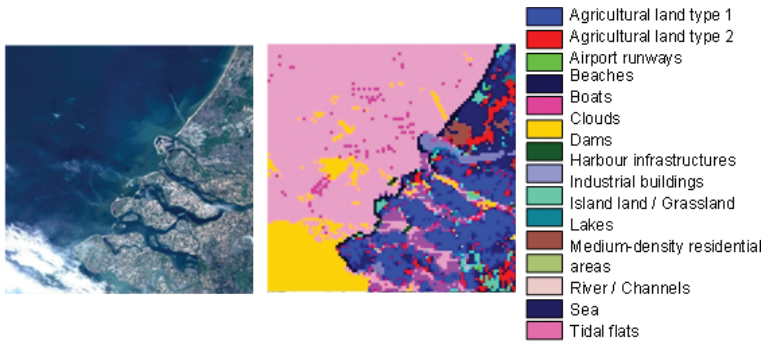 Agricultural land type 1
Agricultural land type 2
Airport runways
Beaches
Boats
Clouds
Dams
Harbour infrastructures
Industrial buildings
Island land / Grassland
Lakes
Medium-density residential
areas
River / Channels
Sea
Tidal flats